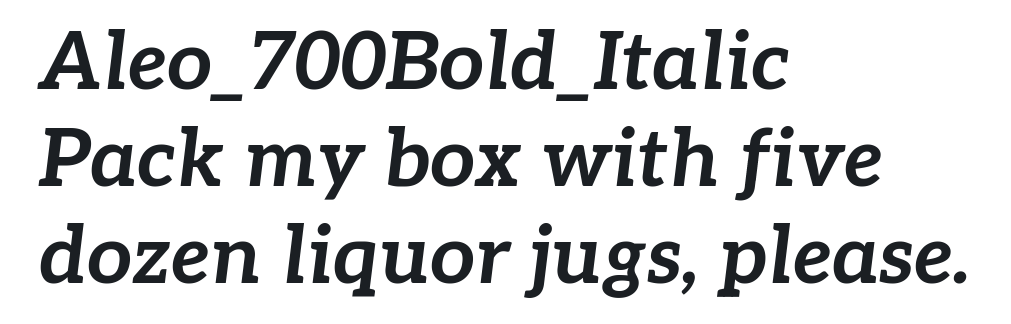 Aleo_700Bold_Italic
Pack my box with five
dozen liquor jugs, please.